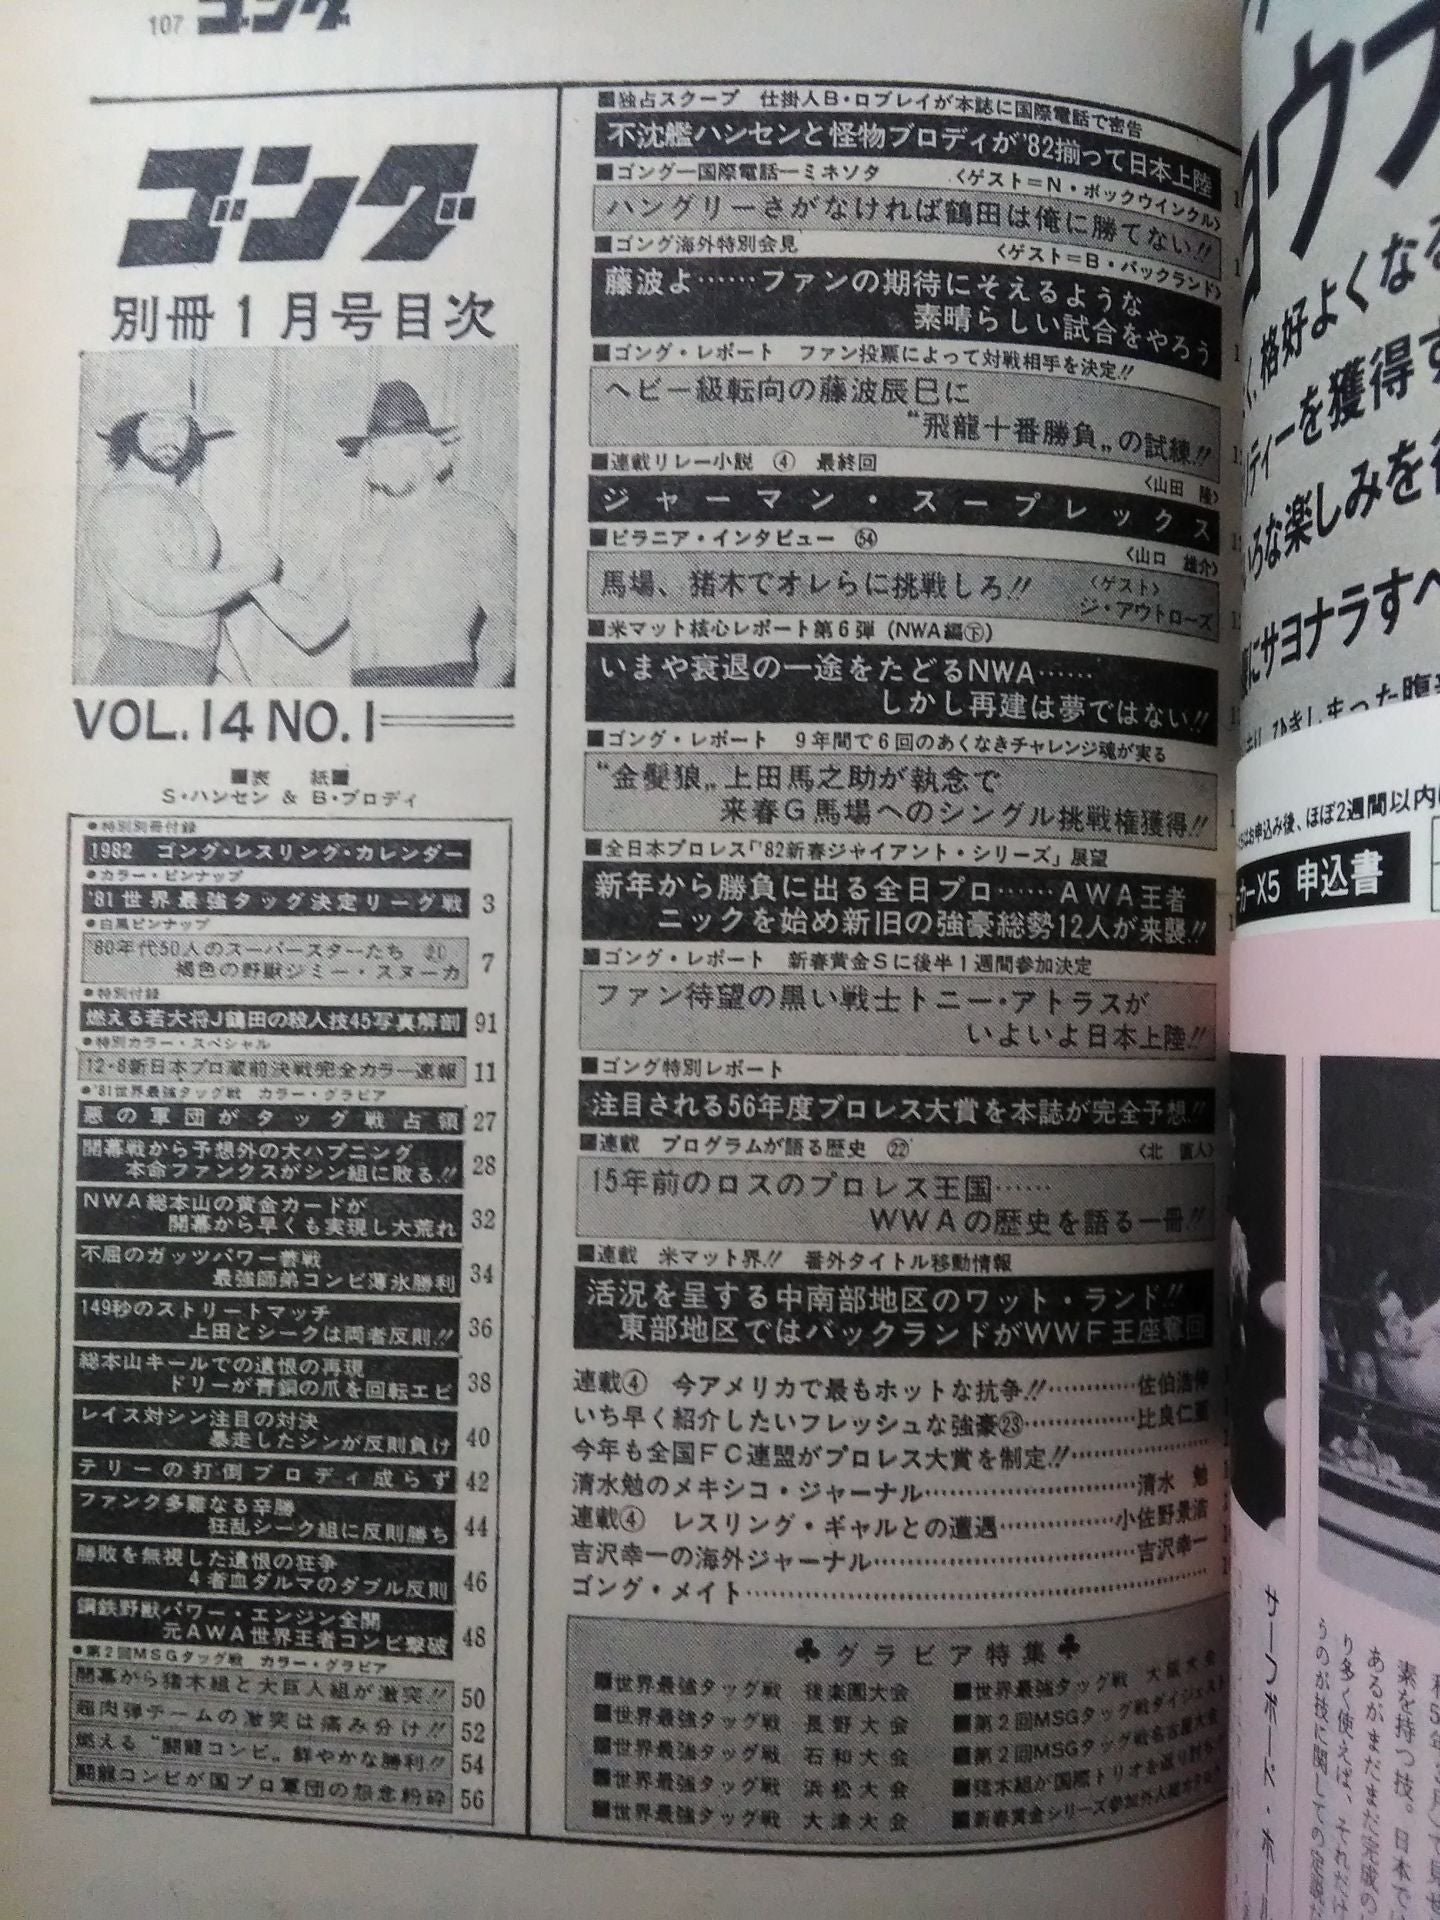 107 ゴング
ゴング
別冊1月号目次
VOL.14 NO.1
■表 紙■
S・ハンセン & B・ブロディ
●特別別冊付録
1982 ゴング・レスリング・カレンダー
●カラー・ピンナップ
'81世界最強タッグ決定リーグ戦 3
●白黒ピンナップ
'80年代50人のスーパースターたち
褐色の野獣ジミー・スヌーカ 7
●特別付録
燃える若大将J鶴田の殺人技45写真解剖 91
●特別カラー・スペシャル
12・8新日本プロ蔵前決戦完全カラー速報 11
●'81世界最強タッグ戦 カラー・グラビア
悪の軍団がタッグ戦占領 27
開幕戦から予想外の大ハプニング
本命ファンクスがシン組に敗る!! 28
NWA総本山の黄金カードが
開幕から早くも実現し大荒れ 32
不屈のガッツパワー善戦
最強師弟コンビ薄氷勝利 34
149秒のストリートマッチ
上田とシークは両者反則!! 36
総本山キールでの遺恨の再現
ドリーが青銅の爪を回転エビ 38
レイス対シン注目の対決
暴走したシンが反則負け 40
テリーの打倒ブロディ成らず 42
ファンク多難なる辛勝
狂乱シーク組に反則勝ち 44
勝敗を無視した遺恨の狂争
4者血ダルマのダブル反則 46
鋼鉄野獣パワー・エンジン全開
元AWA世界王者コンビ撃破 48
●第2回MSGタッグ戦 カラー・グラビア
開幕から猪木組と大巨人組が激突!! 50
超肉弾チームの激突は痛み分け!! 52
燃える“闘龍コンビ„鮮やかな勝利!! 54
闘龍コンビが国プロ軍団の怨念粉砕 56
■独占スクープ 仕掛人B・ロブレイが本誌に国際電話で密告
不沈艦ハンセンと怪物ブロディが'82揃って日本上陸
■ゴング―国際電話―ミネソタ 〈ゲスト=N・ボックウインクル〉
ハングリーさがなければ鶴田は俺に勝てない!!
■ゴング海外特別会見 〈ゲスト=B・バックランド〉
藤波よ……ファンの期待にそえるような
素晴らしい試合をやろう
■ゴング・レポート ファン投票によって対戦相手を決定!!
ヘビー級転向の藤波辰巳に
“飛龍十番勝負„の試練!!
■連載リレー小説 ④ 最終回 〈山田 隆〉
ジャーマン・スープレックス
■ピラニア・インタビュー ㊾ 〈山口 雄介〉
馬場、猪木でオレらに挑戦しろ!! 〈ゲスト〉
ジ・アウトローズ
■米マット核心レポート第6弾(NWA編㊦)
いまや衰退の一途をたどるNWA……
しかし再建は夢ではない!!
■ゴング・レポート 9年間で6回のあくなきチャレンジ魂が実る
“金髪狼„上田馬之助が執念で
来春G馬場へのシングル挑戦権獲得!!
■全日本プロレス「'82新春ジャイアント・シリーズ」展望
新年から勝負に出る全日プロ……AWA王者
ニックを始め新旧の強豪総勢12人が来襲!!
■ゴング・レポート 新春黄金Sに後半1週間参加決定
ファン待望の黒い戦士トニー・アトラスが
いよいよ日本上陸!!
■ゴング特別レポート
注目される56年度プロレス大賞を本誌が完全予想!!
■連載 プログラムが語る歴史 ㉒ 〈北 直人〉
15年前のロスのプロレス王国……
WWAの歴史を語る一冊!!
■連載 米マット界!! 番外タイトル移動情報
活況を呈する中南部地区のワット・ランド!!
東部地区ではバックランドがWWF王座奪回
連載④ 今アメリカで最もホットな抗争!!…………佐伯浩伸
いち早く紹介したいフレッシュな強豪㉓……………比良仁重
今年も全国FC連盟がプロレス大賞を制定!!……………
清水勉のメキシコ・ジャーナル…………………………清水 勉
連載④ レスリング・ギャルとの遭遇……………小佐野景浩
吉沢幸一の海外ジャーナル………………………………吉沢幸一
ゴング・メイト…………………………………………………
♣グラビア特集♣
■世界最強タッグ戦 後楽園大会
■世界最強タッグ戦 長野大会
■世界最強タッグ戦 石和大会
■世界最強タッグ戦 浜松大会
■世界最強タッグ戦 大津大会
■世界最強タッグ戦 大阪大会
■第2回MSGタッグ戦ダイジェスト
■第2回MSGタッグ戦名古屋大会
■猪木組が国際トリオを返り討ち
■新春黄金シリーズ参加外人
格好よくなる
ティーを獲得す
ろな楽しみを
にサヨナラすべ
はお申込み後、ほぼ2週間以内
カーX5 申込書
素を持つ技。日本で
あるがまだまだ完成の
り多く使えば、それだけ
うのが技に関しての定説